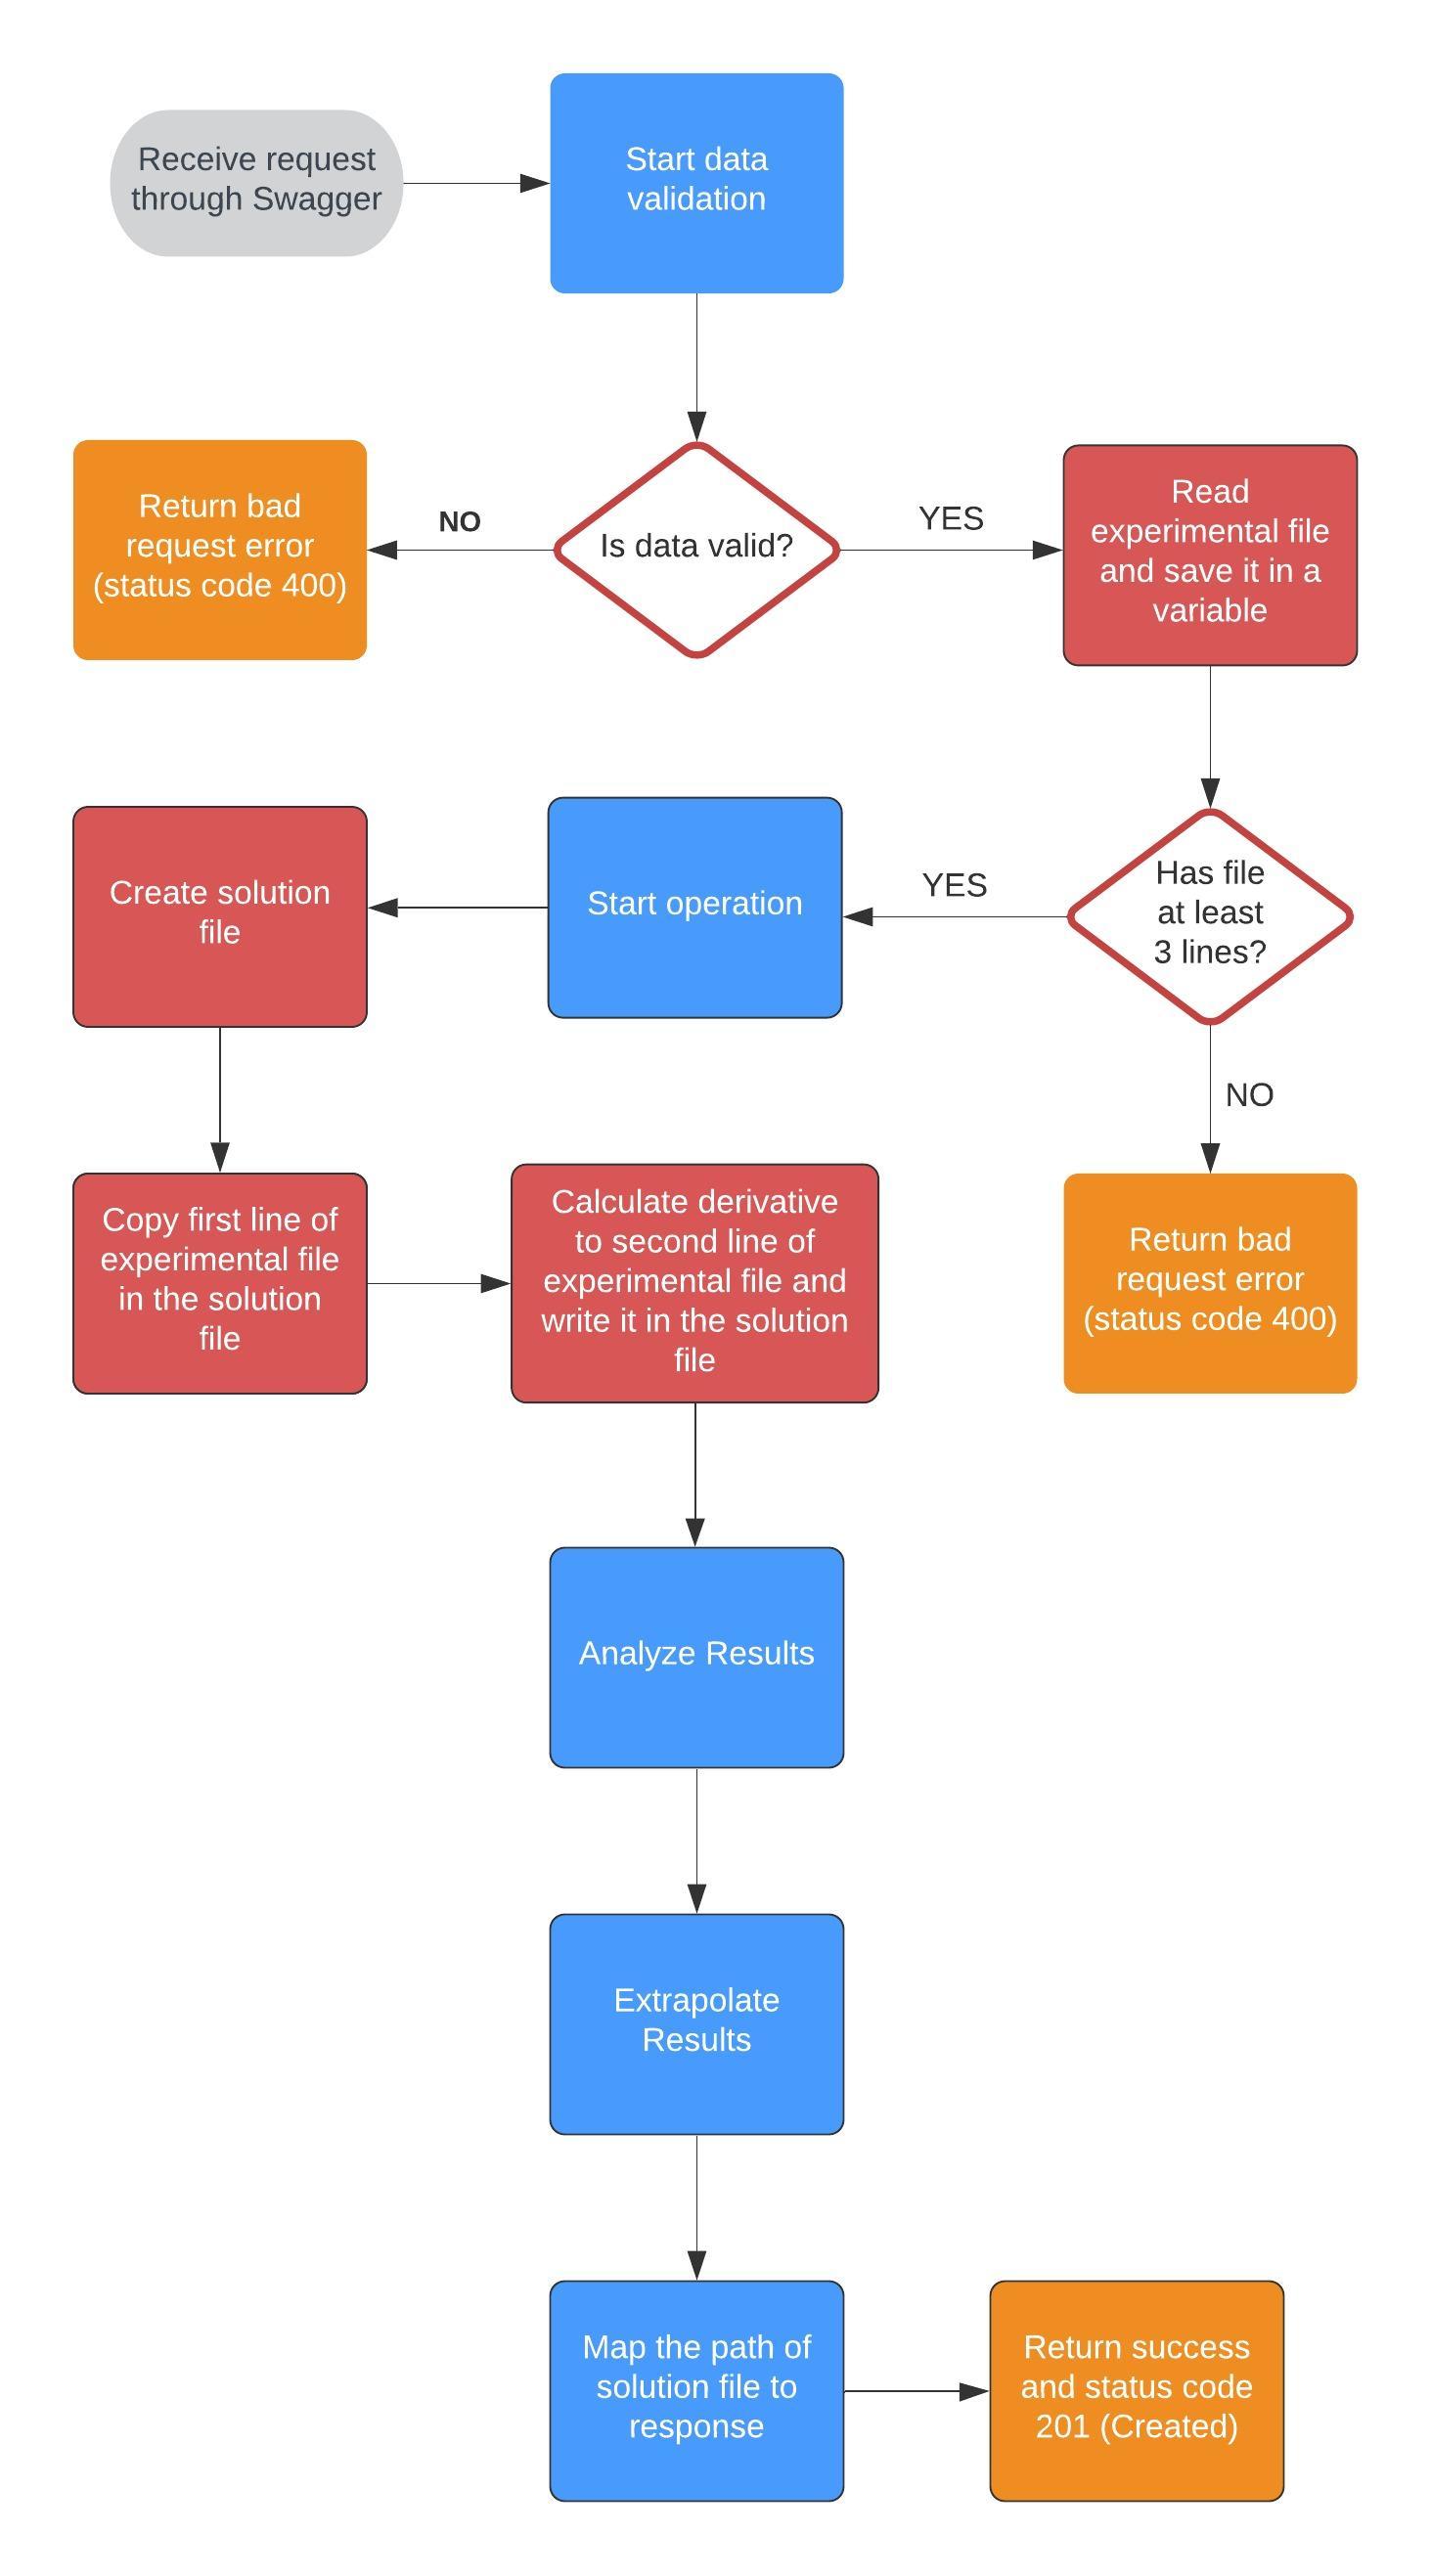 Receive request
through Swagger
Start data
validation
Return bad
request error
(status code 400)
NO
Is data valid?
YES
Read
experimental file
and save it in a
variable
Create solution
file
Start operation
YES
Has file
at least
3 lines?
NO
Copy first line of
experimental file
in the solution
file
Calculate derivative
to second line of
experimental file and
write it in the solution
file
Return bad
request error
(status code 400)
Analyze Results
Extrapolate
Results
Map the path of
solution file to
response
Return success
and status code
201 (Created)